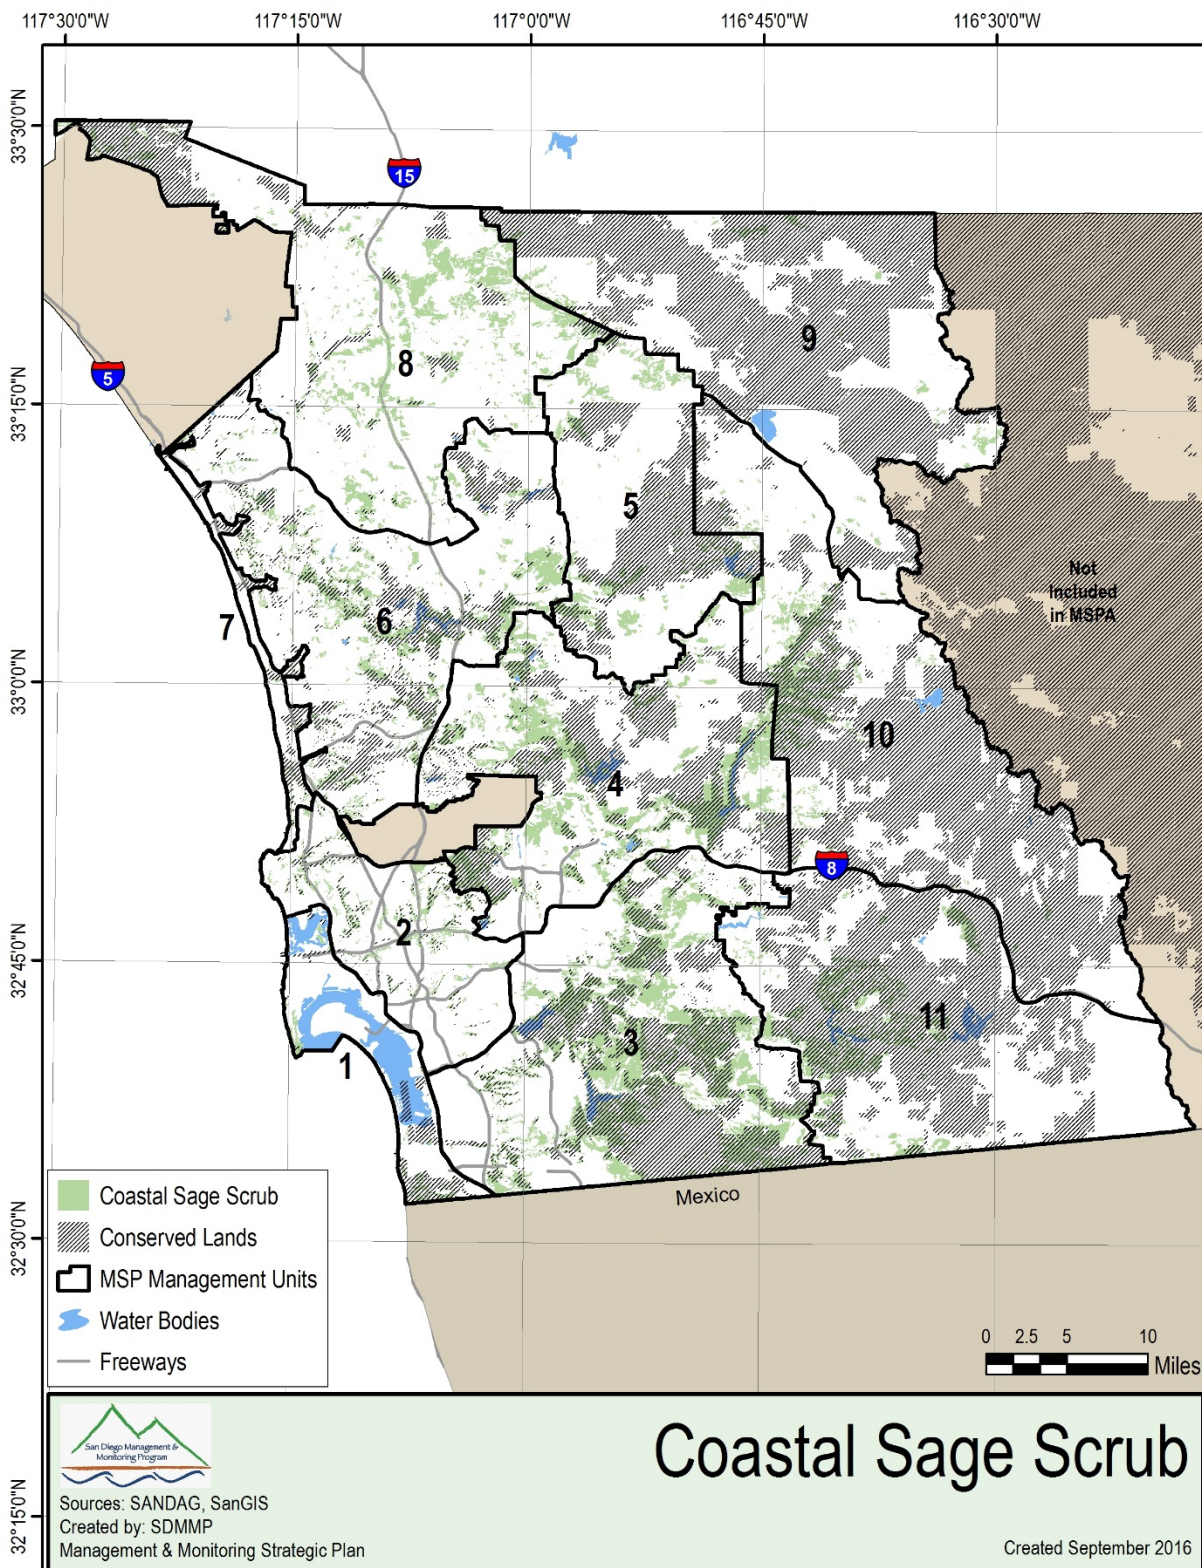 117°30'0"W
117°15'0"W
117°0'0"W
116°45'0"W
116°30'0"W
33°30'0"N
33°15'0"N
33°0'0"N
32°45'0"N
32°30'0"N
32°15'0"N
15
5
8
9
8
5
7
6
Not
Included
in MSPA
4
10
2
3
11
1
Mexico
Coastal Sage Scrub
Conserved Lands
MSP Management Units
Water Bodies
Freeways
0 2.5 5 10
Miles
San Diego Management &
Monitoring Program
Coastal Sage Scrub
Sources: SANDAG, SanGIS
Created by: SDMMP
Management & Monitoring Strategic Plan
Created September 2016